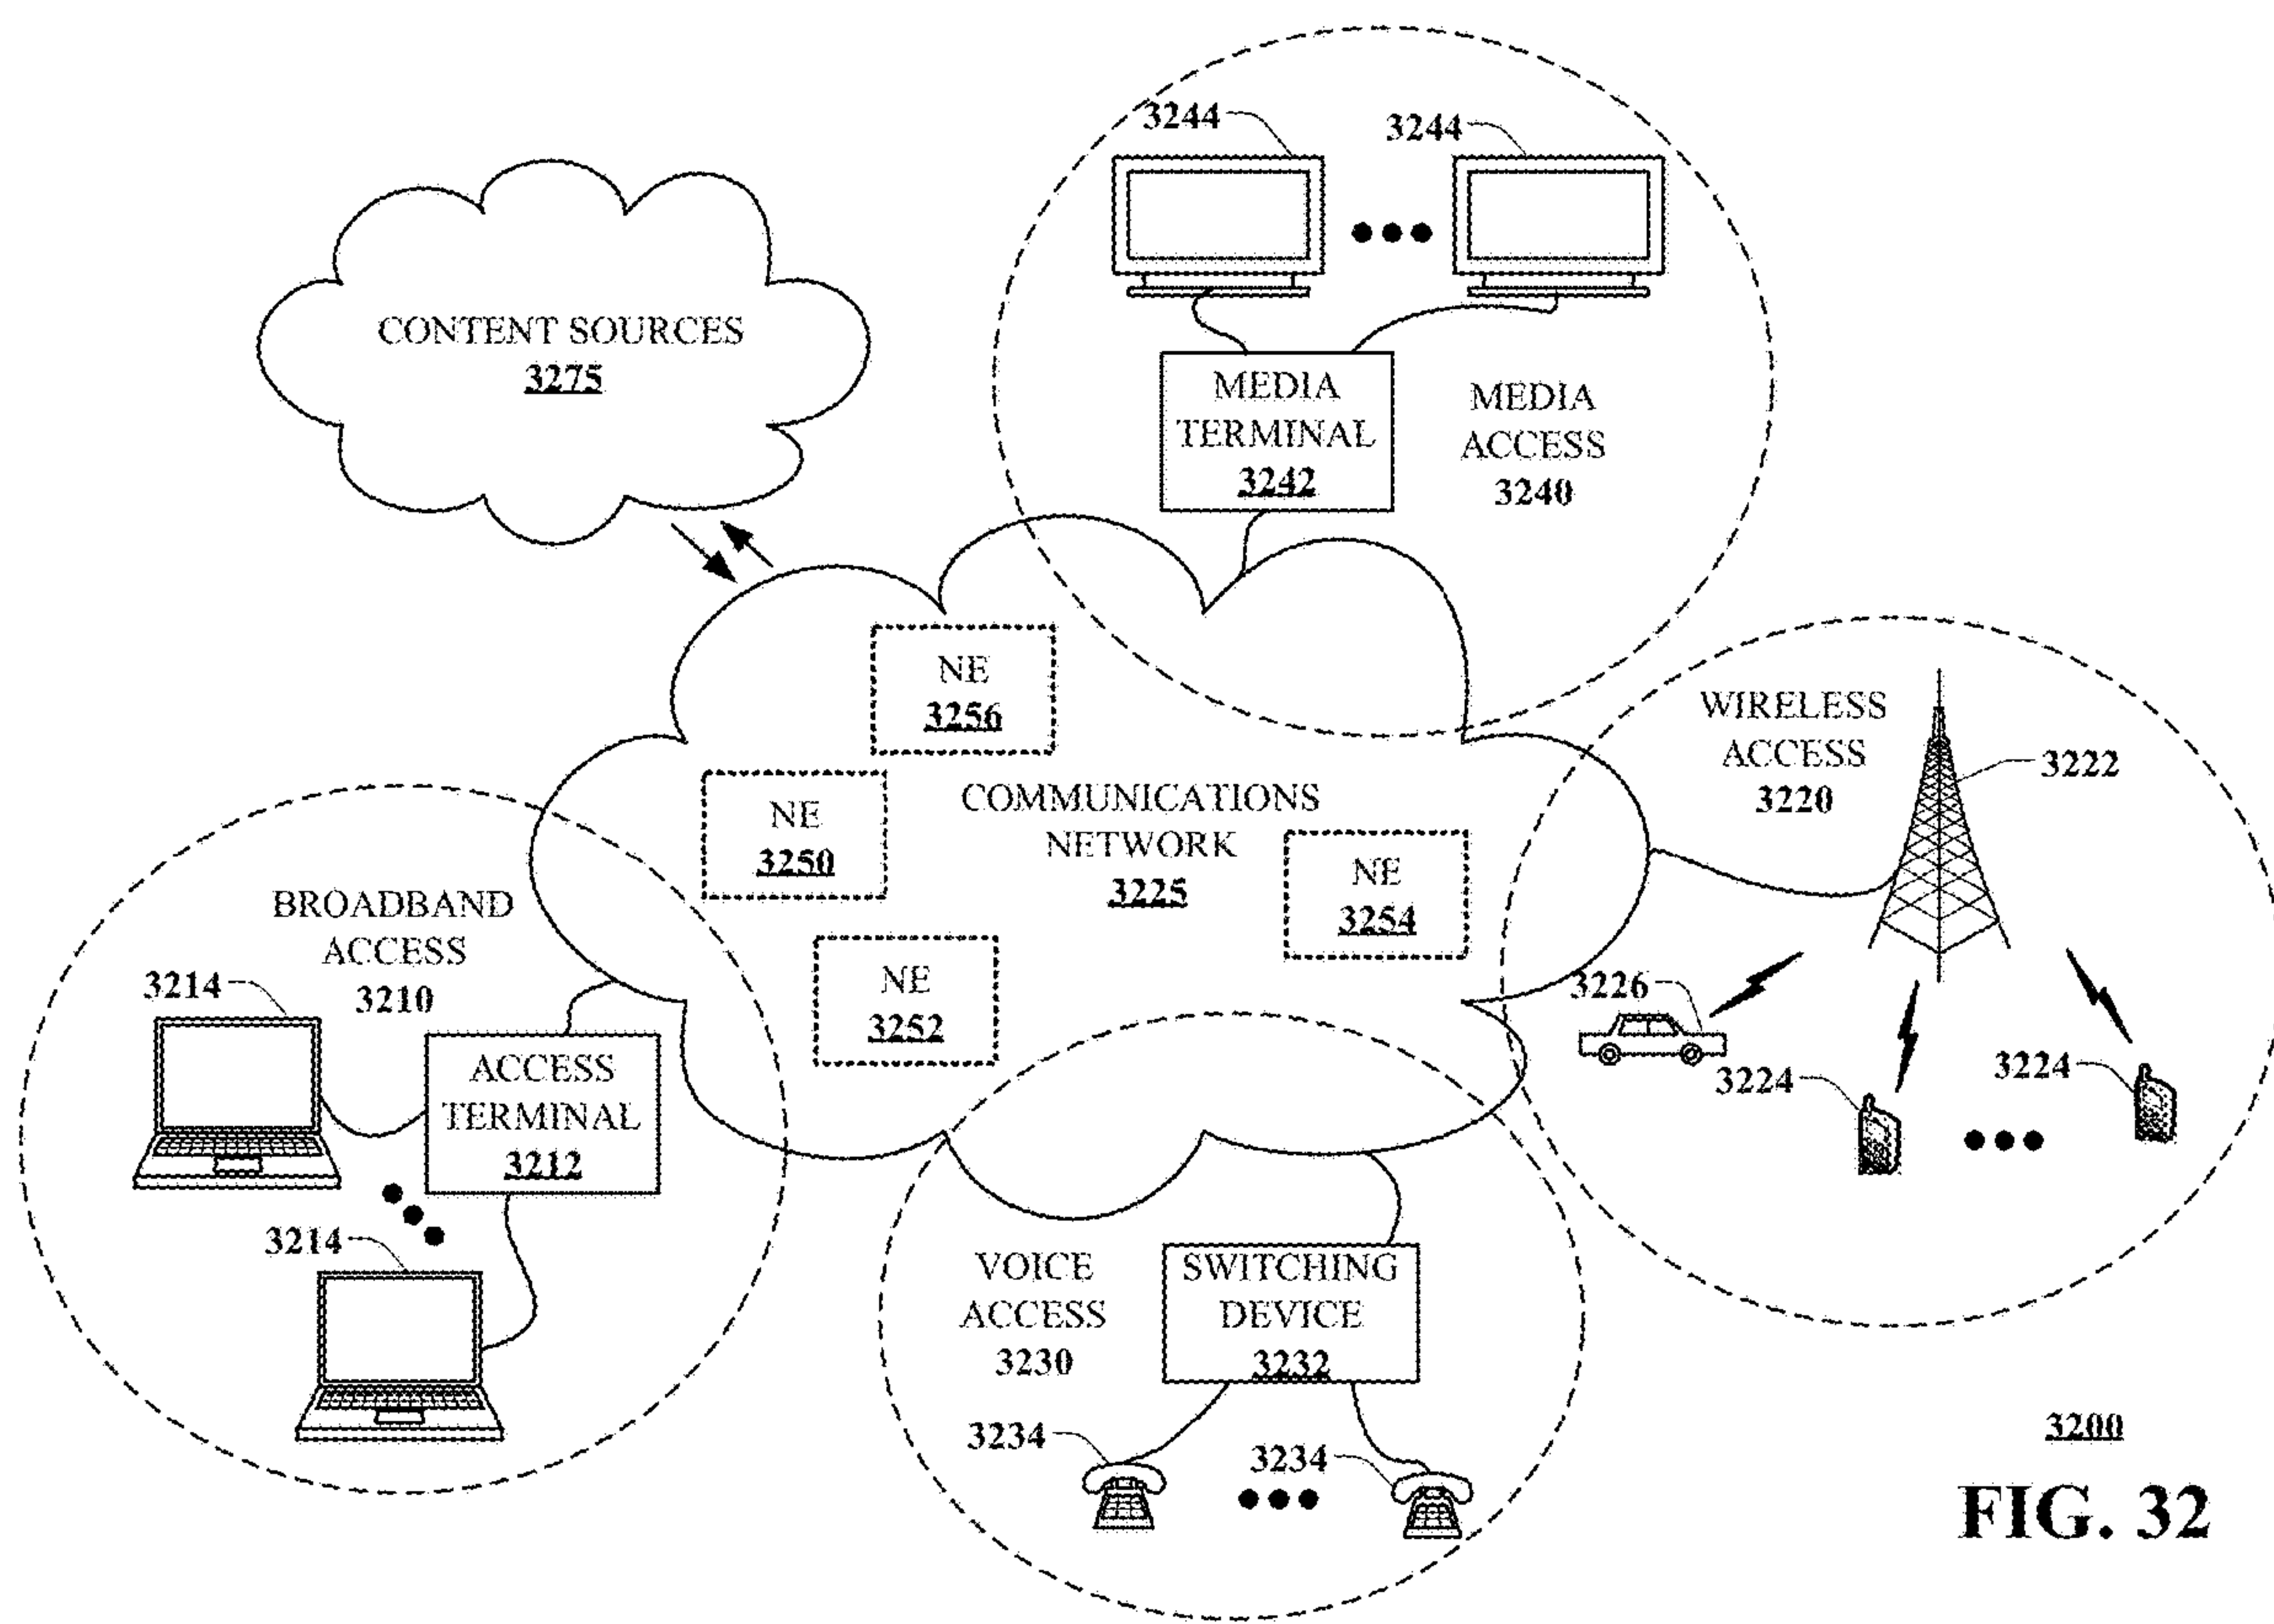 3244
3244
CONTENT SOURCES
3275
MEDIA
TERMINAL
3242
MEDIA
ACCESS
3240
NE
3256
WIRELESS
ACCESS
3220
3222
NE
3250
COMMUNICATIONS
NETWORK
3225
NE
3254
BROADBAND
ACCESS
3210
3214
NE
3252
3226
3224
3224
ACCESS
TERMINAL
3212
3214
VOICE
ACCESS
3230
SWITCHING
DEVICE
3232
3234
3234
3200
FIG. 32